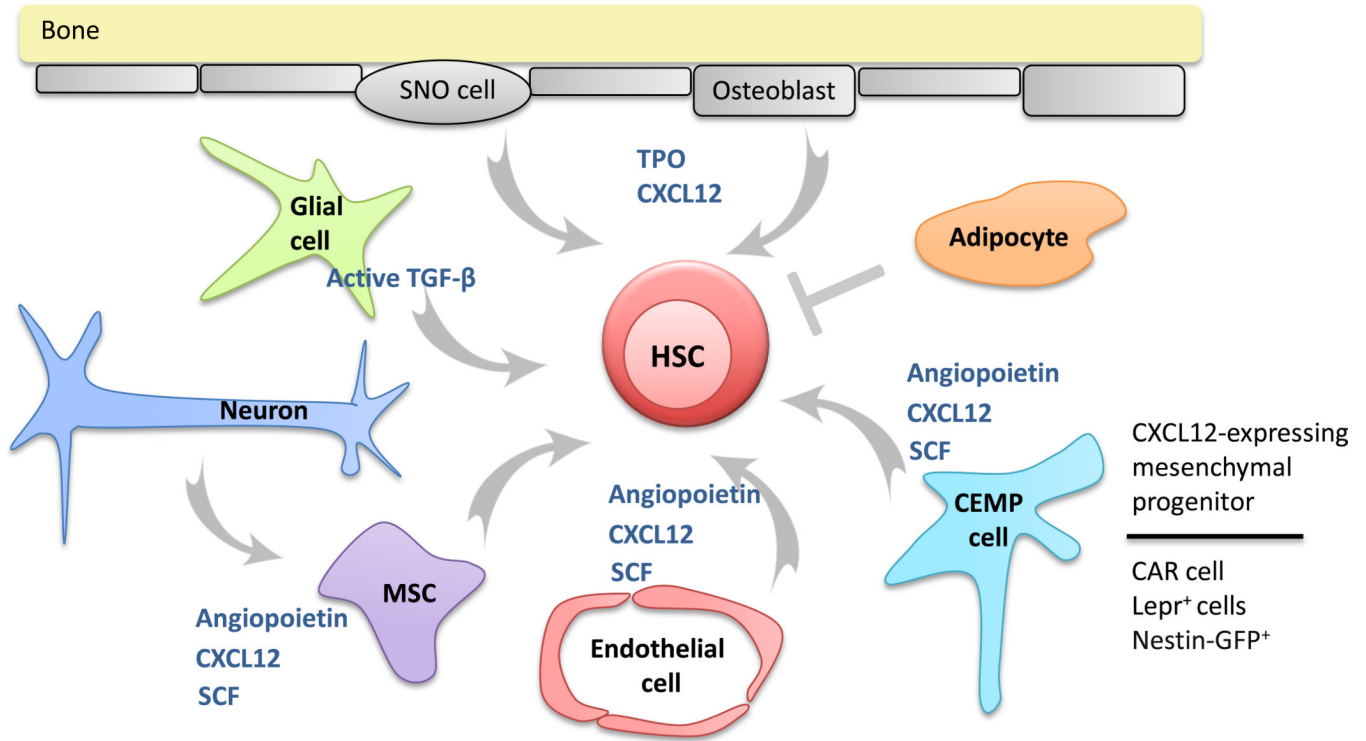 Bone
SNO cell
Osteoblast
TPO
CXCL12
Glial
cell
Active TGF-β
Adipocyte
HSC
Neuron
Angiopoietin
CXCL12
SCF
CXCL12-expressing
mesenchymal
progenitor
CEMP
cell
CAR cell
Lepr⁺ cells
Nestin-GFP⁺
Angiopoietin
CXCL12
SCF
Endothelial
cell
MSC
Angiopoietin
CXCL12
SCF